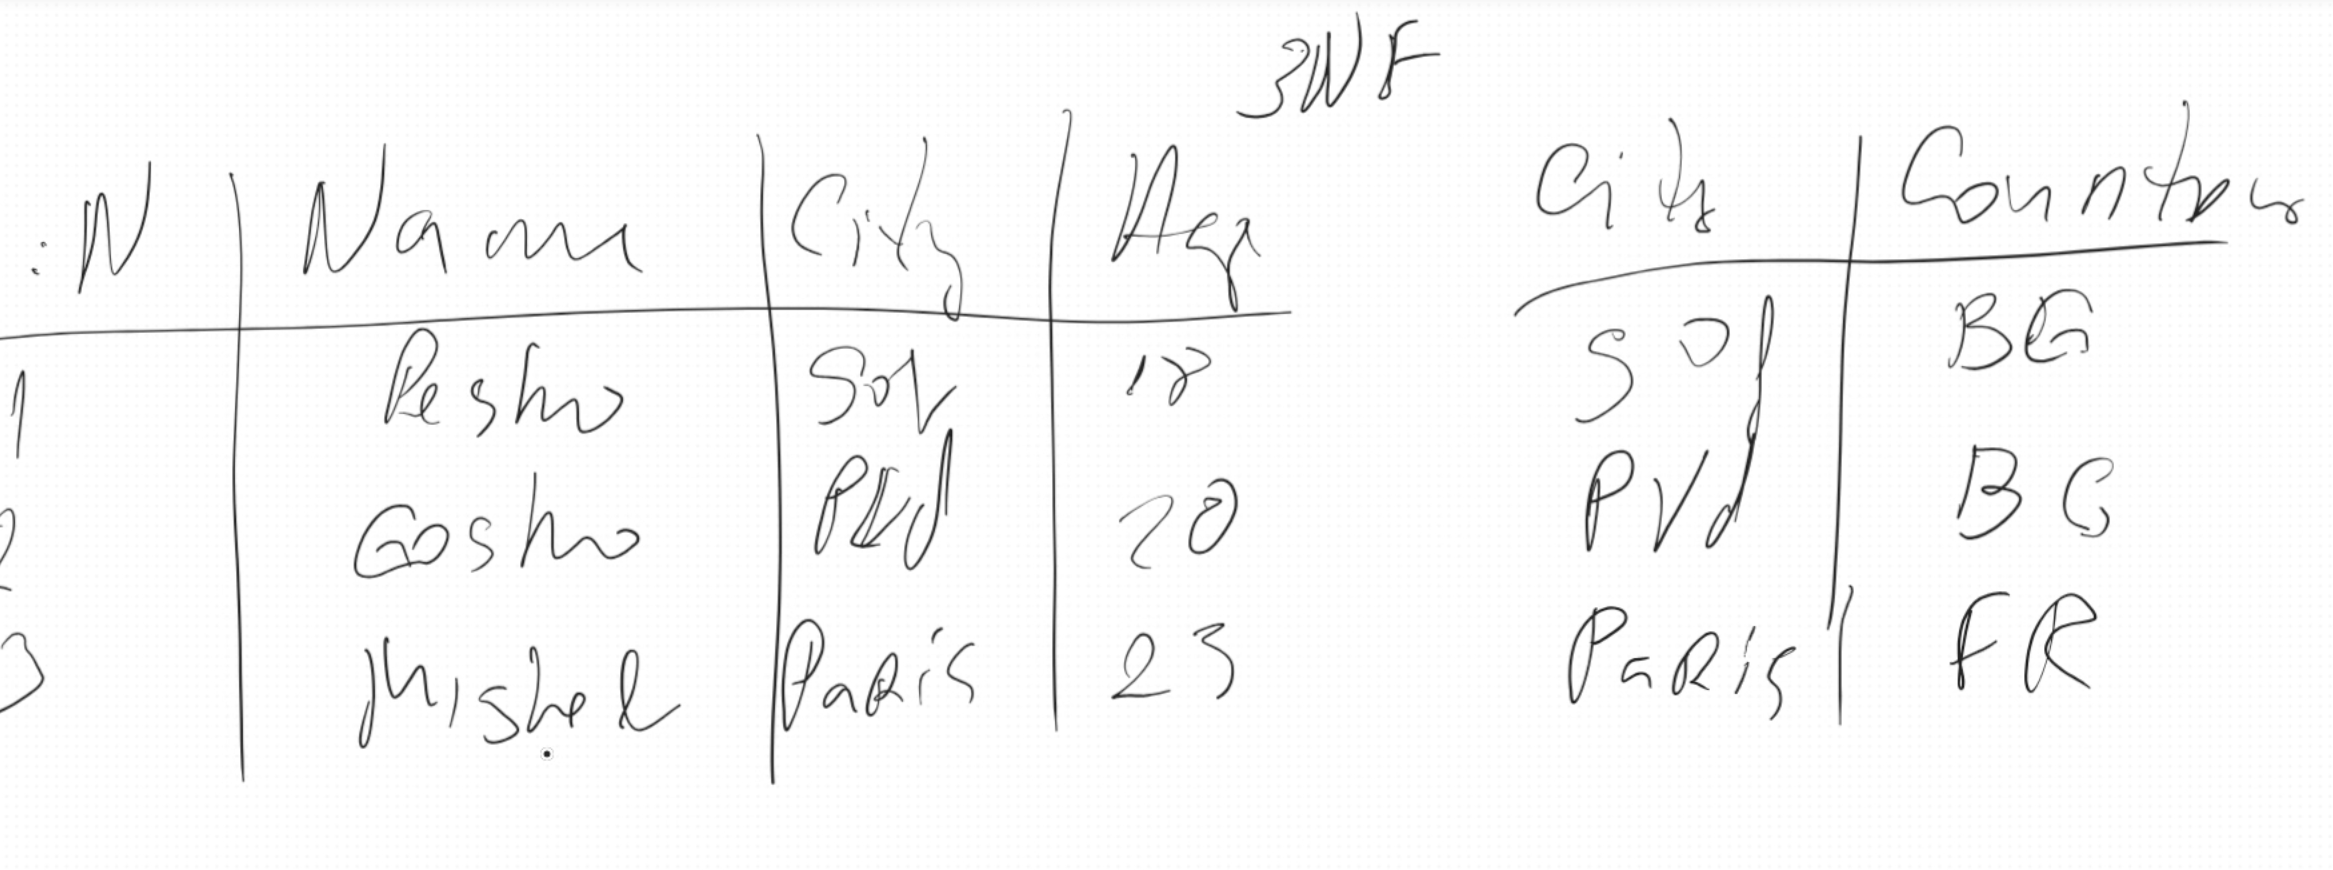 3NF
:N Name City Age
1 Pesho Sof 18
2 Gosho Pvd 20
3 Mishel Paris 23
City Country
Sof BG
PVd BG
Paris FR